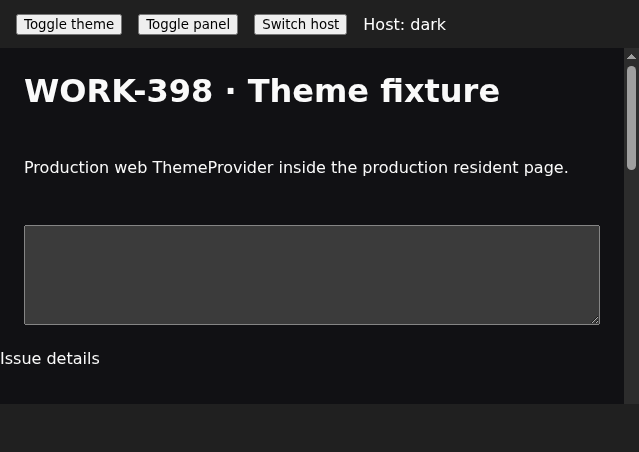 Toggle theme Toggle panel Switch host Host: dark
WORK-398 · Theme fixture
Production web ThemeProvider inside the production resident page.
Issue details